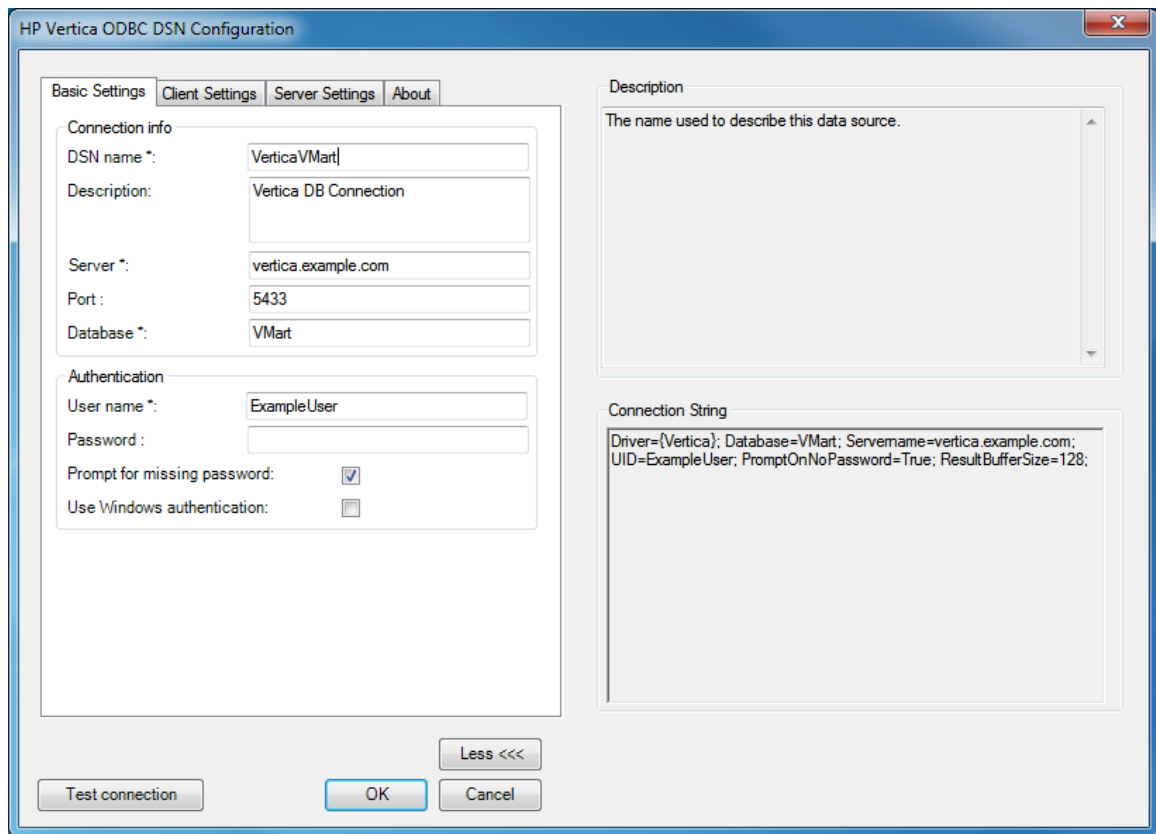 HP Vertica ODBC DSN Configuration
Basic Settings
Client Settings
Server Settings
About
Connection info
DSN name *:
VerticaVMart
Description:
Vertica DB Connection
Server *:
vertica.example.com
Port :
5433
Database *:
VMart
Authentication
User name *:
ExampleUser
Password :
Prompt for missing password:
Use Windows authentication:
Less <<<
Test connection
OK
Cancel
Description
The name used to describe this data source.
Connection String
Driver={Vertica}; Database=VMart; Servername=vertica.example.com;
UID=ExampleUser; PromptOnNoPassword=True; ResultBufferSize=128;